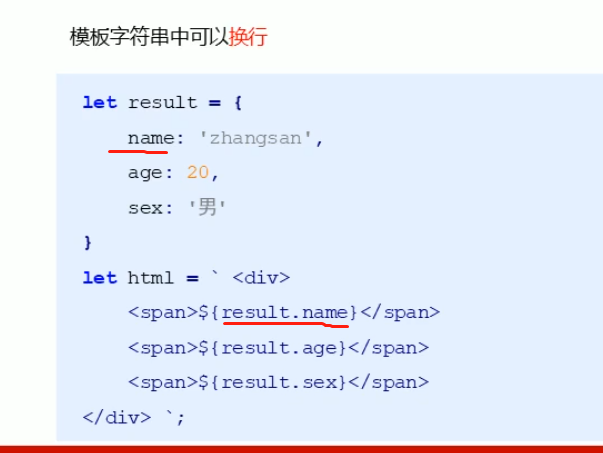 模板字符串中可以换行
let result = {
    name: 'zhangsan',
    age: 20,
    sex: '男'
}
let html = ` <div>
    <span>${result.name}</span>
    <span>${result.age}</span>
    <span>${result.sex}</span>
</div> `;